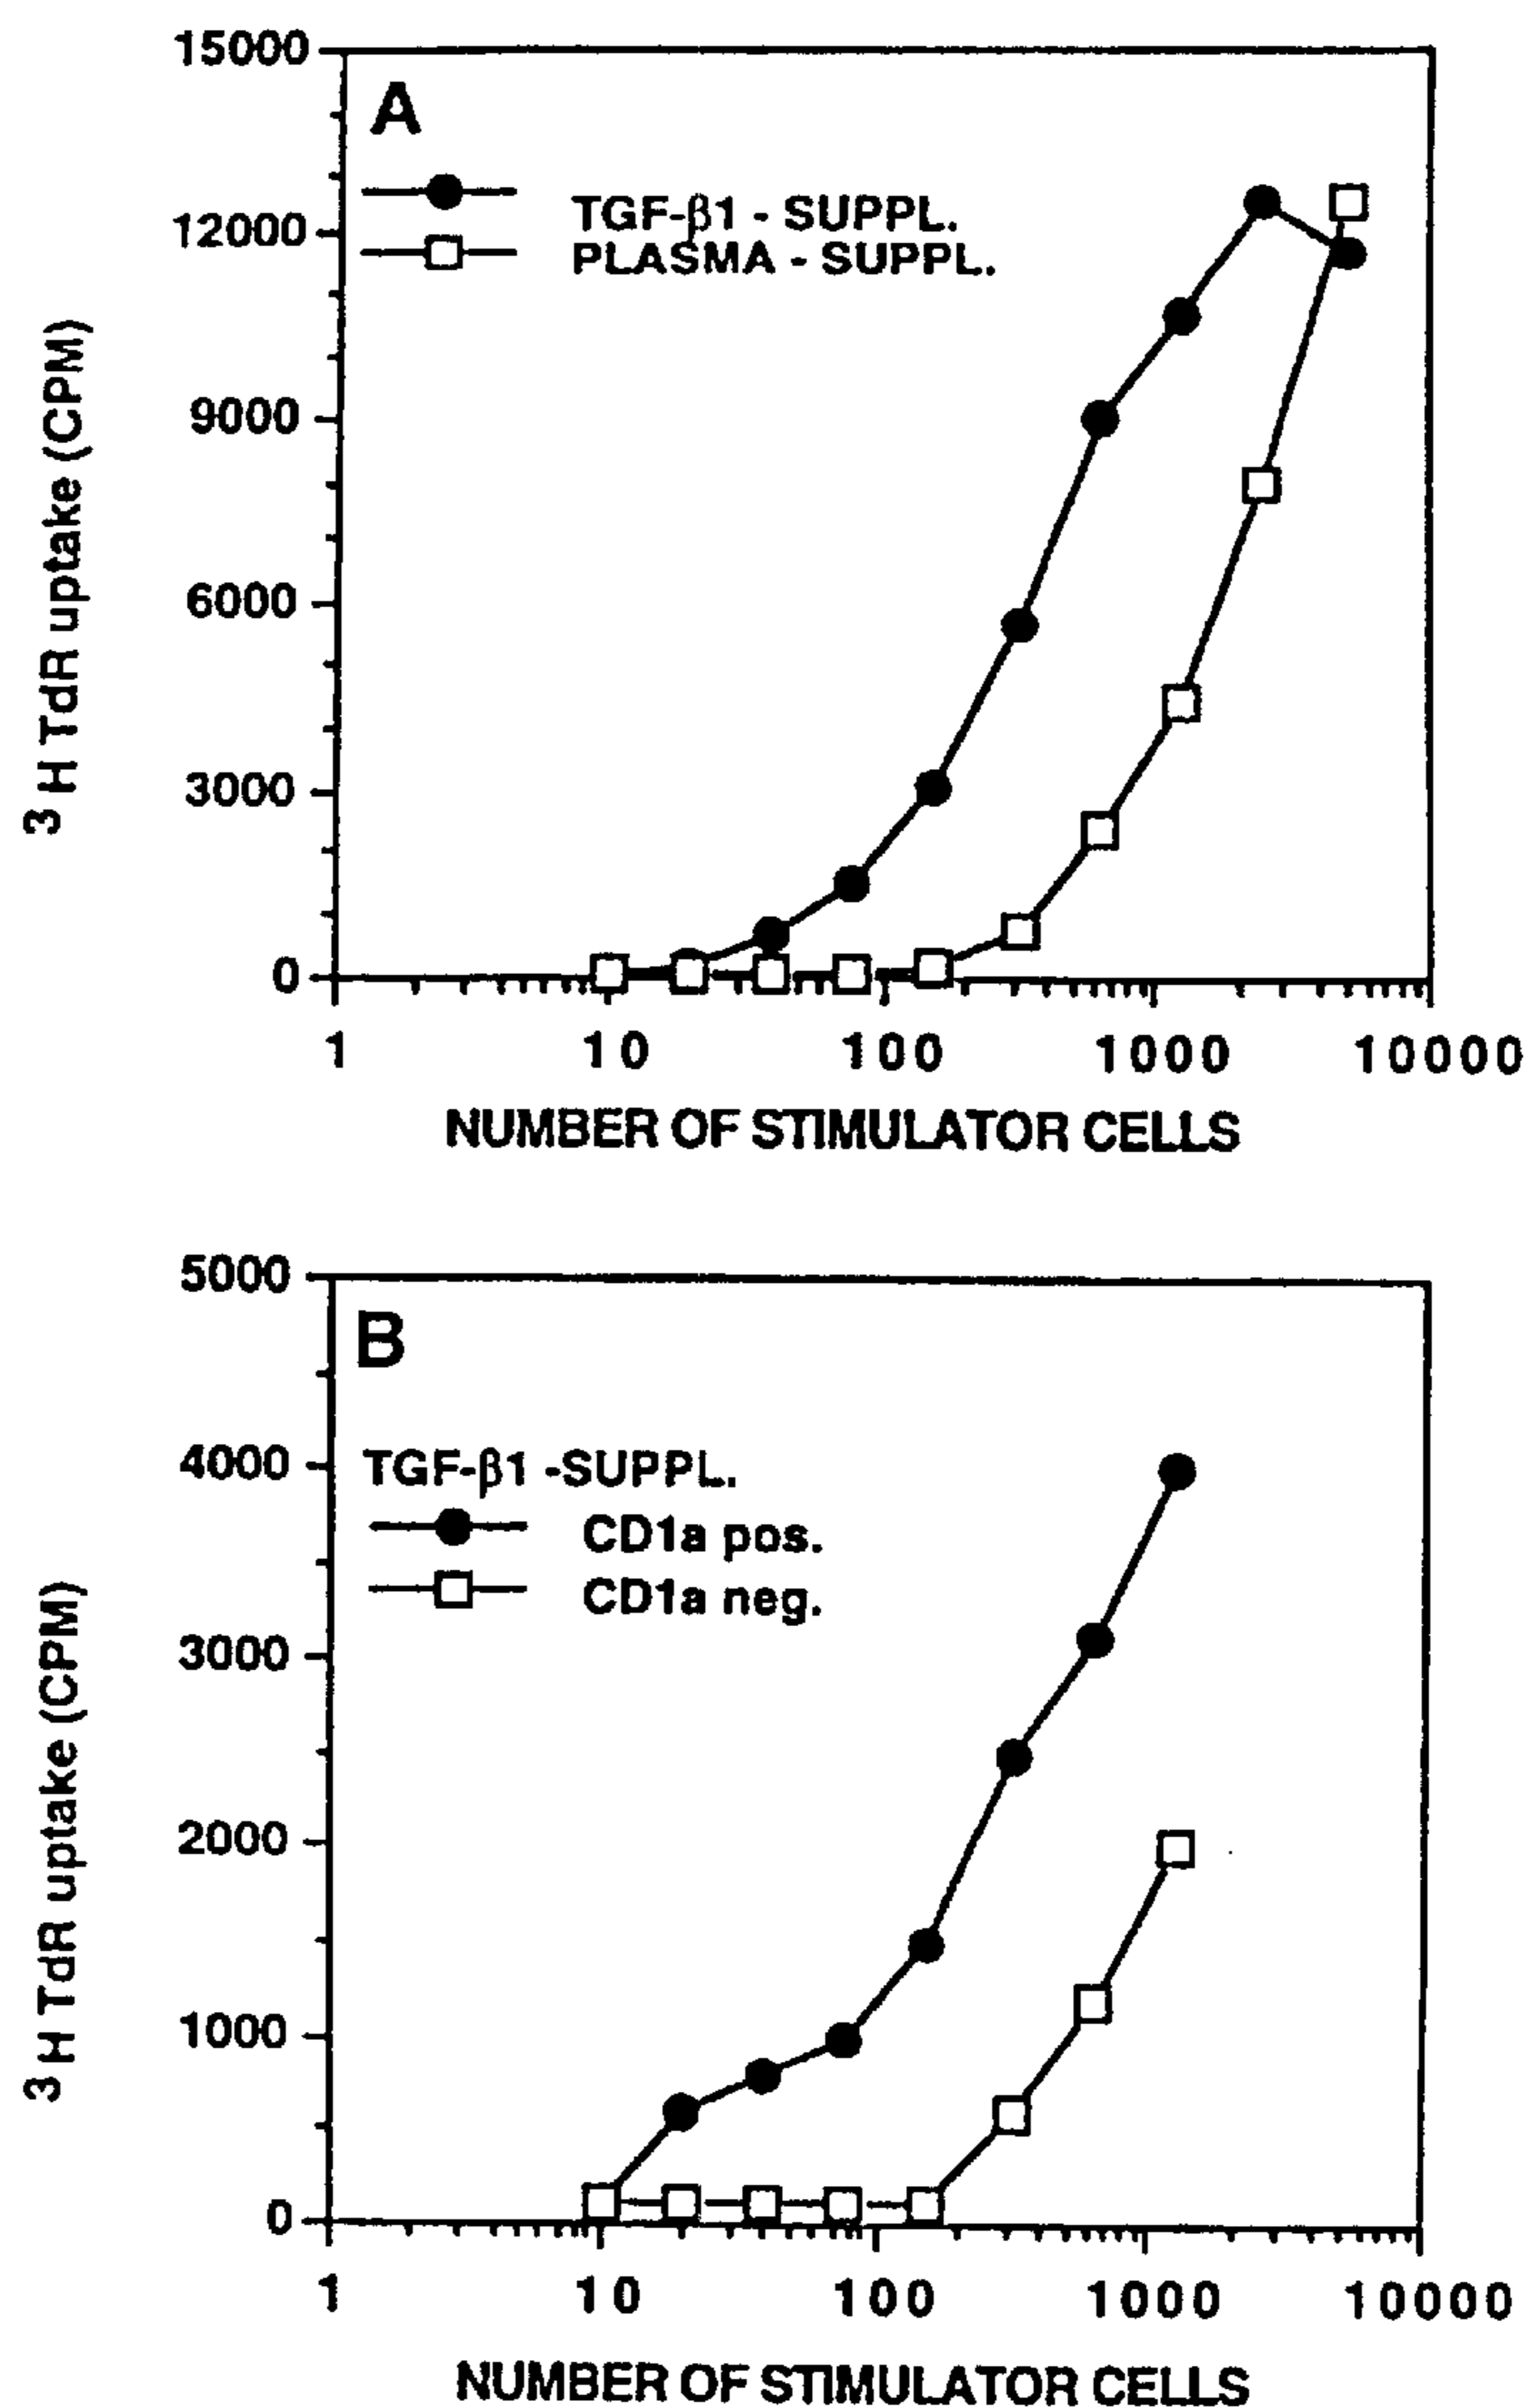 15000
A
TGF-β1 - SUPPL.
12000
PLASMA - SUPPL.
9000
6000
3000
0
³H TdR uptake (CPM)
1 10 100 1000 10000
NUMBER OF STIMULATOR CELLS
5000
B
4000
TGF-β1 -SUPPL.
CD1a pos.
CD1a neg.
3000
2000
1000
0
³H TdR uptake (CPM)
1 10 100 1000 10000
NUMBER OF STIMULATOR CELLS